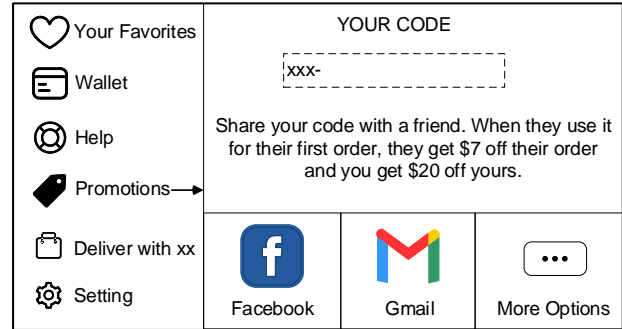 Your Favorites
Wallet
Help
Promotions
Deliver with xx
Setting
YOUR CODE
xxx-
Share your code with a friend. When they use it
for their first order, they get $7 off their order
and you get $20 off yours.
f
Facebook
Gmail
More Options